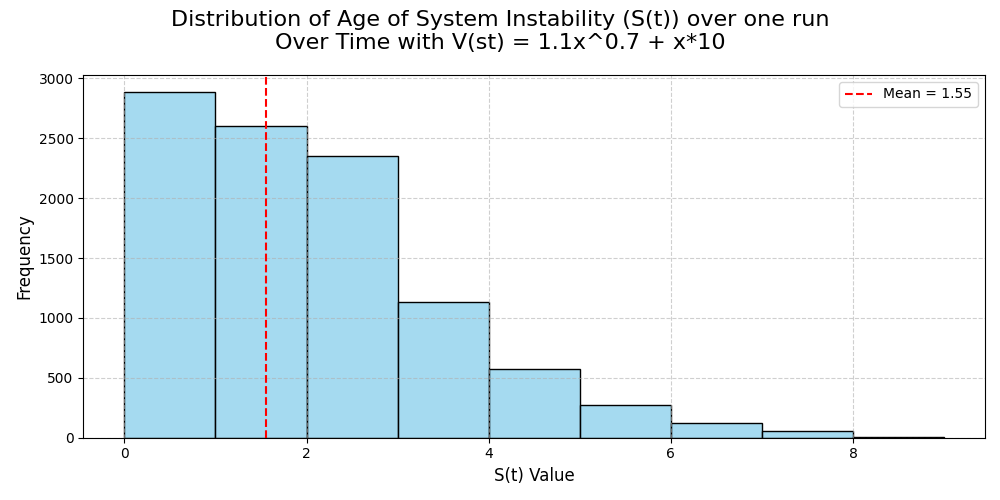 Distribution of Age of System Instability (S(t)) over one run
Over Time with V(st) = 1.1x^0.7 + x*10
Mean = 1.55
Frequency
3000
2500
2000
1500
1000
500
0
0 2 4 6 8
S(t) Value